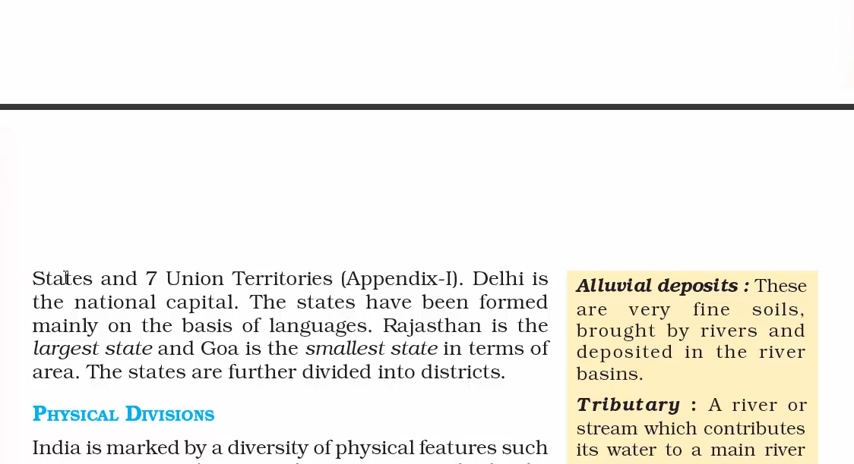 States and 7 Union Territories (Appendix-I). Delhi is
the national capital. The states have been formed
mainly on the basis of languages. Rajasthan is the
largest state and Goa is the smallest state in terms of
area. The states are further divided into districts.
PHYSICAL DIVISIONS
India is marked by a diversity of physical features such
Alluvial deposits : These
are very fine soils,
brought by rivers and
deposited in the river
basins.
Tributary : A river or
stream which contributes
its water to a main river